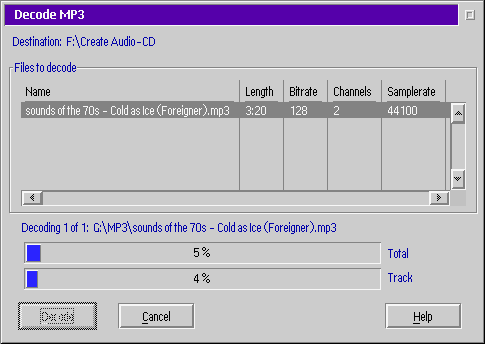 Decode MP3
Destination: F:\Create Audio-CD
Files to decode
Name Length Bitrate Channels Samplerate
sounds of the 70s - Cold as Ice (Foreigner).mp3 3:20 128 2 44100
Decoding 1 of 1: G:\MP3\sounds of the 70s - Cold as Ice (Foreigner).mp3
5 % Total
4 % Track
Decode Cancel Help